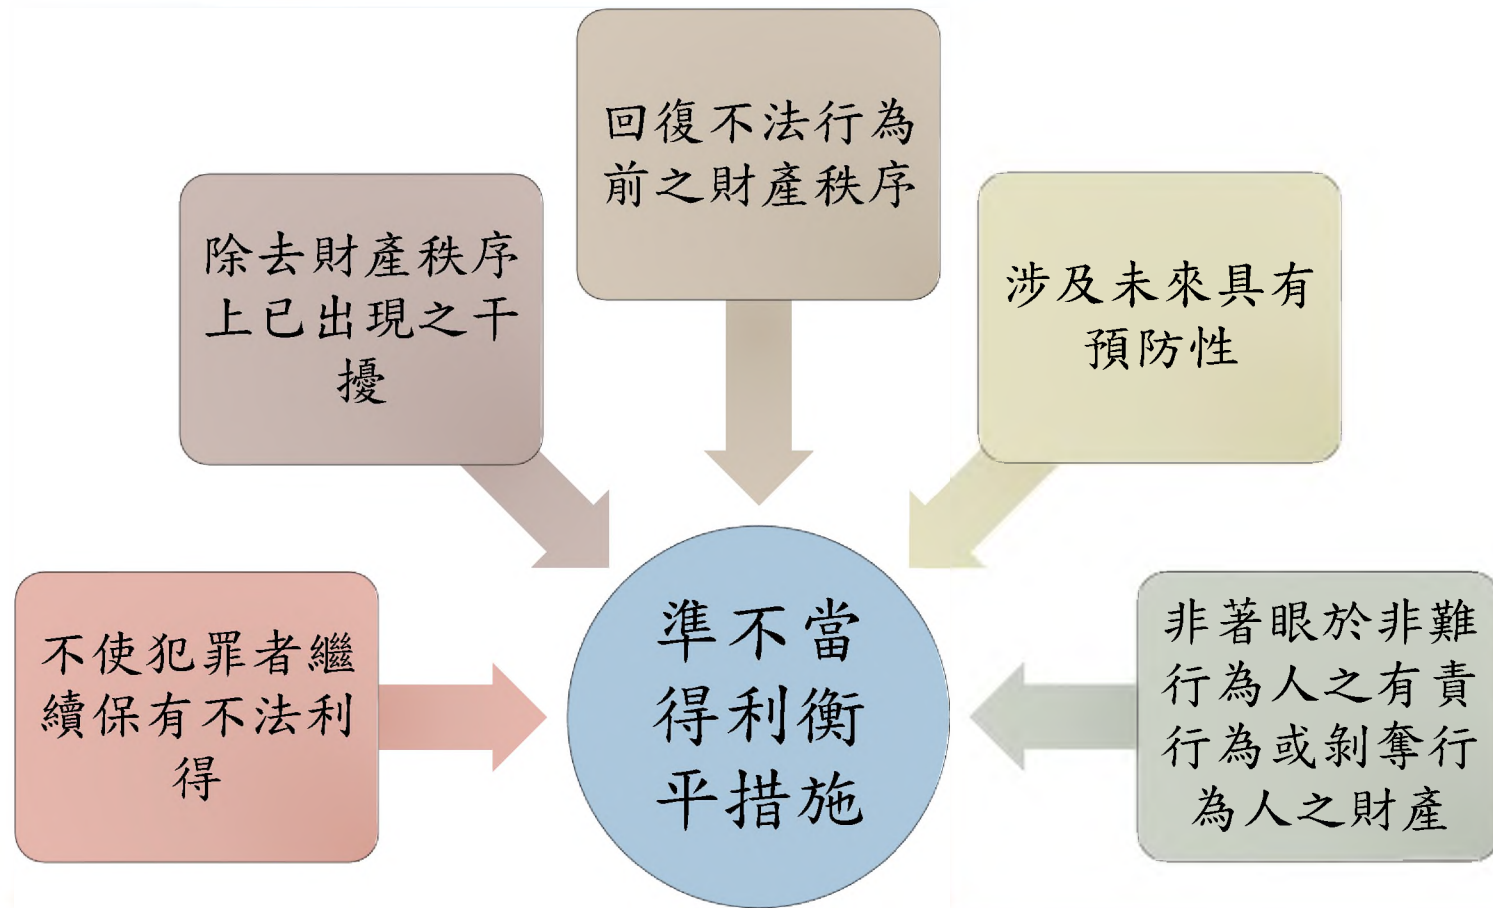 回復不法行為
前之財產秩序
除去財產秩序
上已出現之干
擾
涉及未來具有
預防性
不使犯罪者繼
續保有不法利
得
準不當
得利衡
平措施
非著眼於非難
行為人之有責
行為或剝奪行
為人之財產